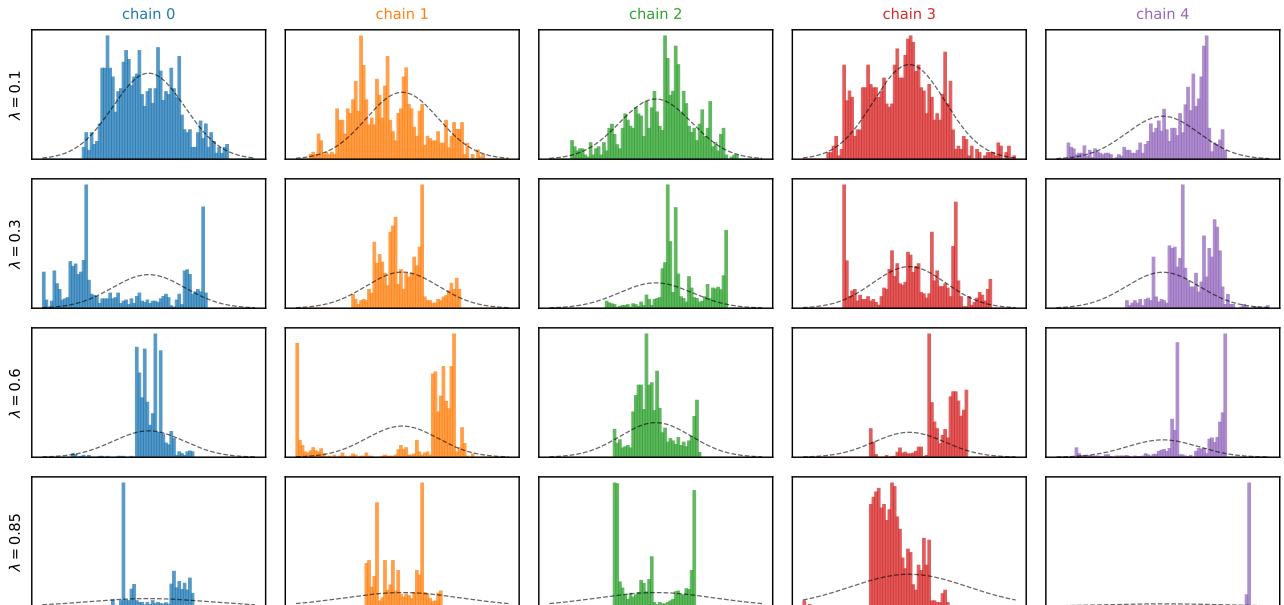 chain 0 chain 1 chain 2 chain 3 chain 4
λ = 0.1
λ = 0.3
λ = 0.6
λ = 0.85